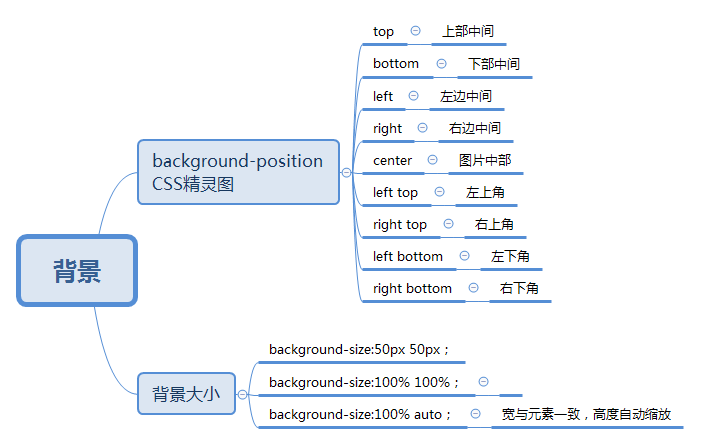 背景
background-position
CSS精灵图
top
上部中间
bottom
下部中间
left
左边中间
right
右边中间
center
图片中部
left top
左上角
right top
右上角
left bottom
左下角
right bottom
右下角
背景大小
background-size:50px 50px；
background-size:100% 100%；
background-size:100% auto；
宽与元素一致，高度自动缩放